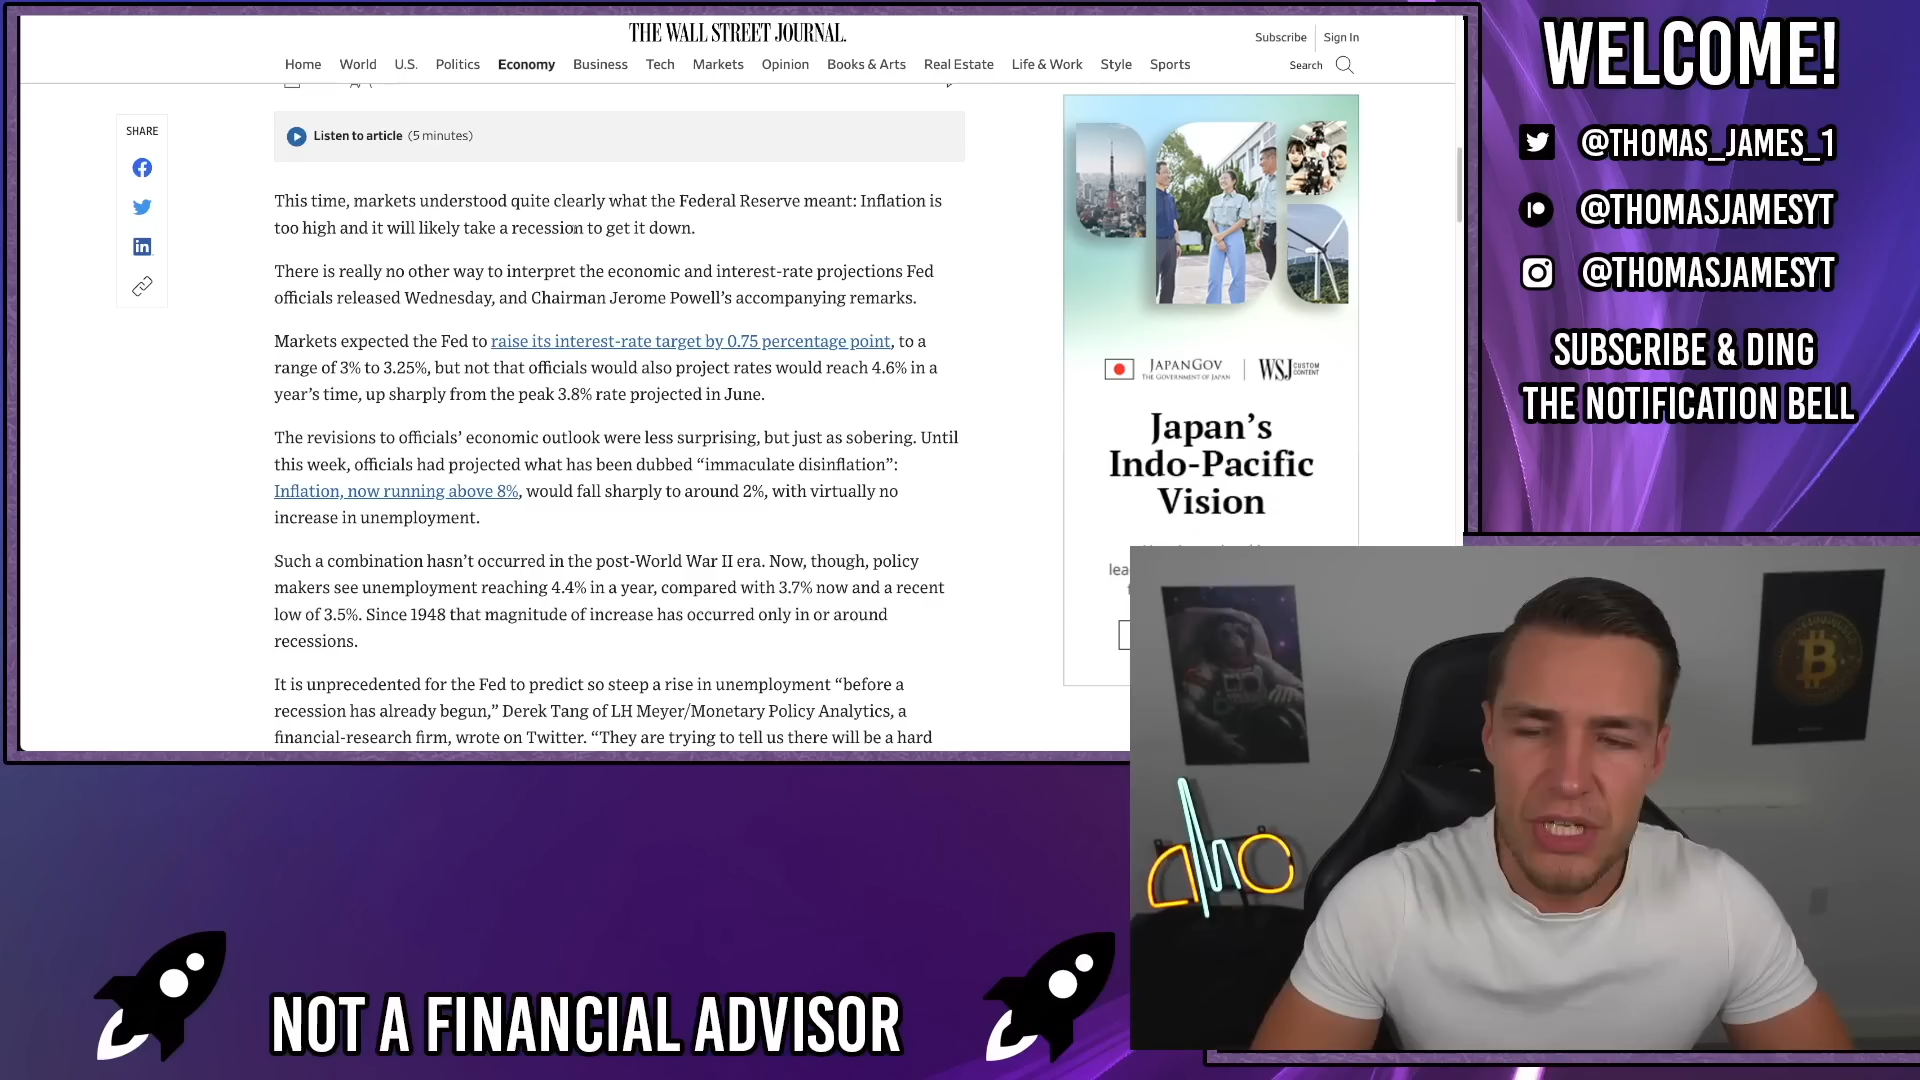 THE WALL STREET JOURNAL.
Subscribe
Sign In
Home World U.S. Politics Economy Business Tech Markets Opinion Books & Arts Real Estate Life & Work Style Sports
Search
SHARE
Listen to article (5 minutes)
This time, markets understood quite clearly what the Federal Reserve meant: Inflation is
too high and it will likely take a recession to get it down.
There is really no other way to interpret the economic and interest-rate projections Fed
officials released Wednesday, and Chairman Jerome Powell’s accompanying remarks.
Markets expected the Fed to raise its interest-rate target by 0.75 percentage point, to a
range of 3% to 3.25%, but not that officials would also project rates would reach 4.6% in a
year’s time, up sharply from the peak 3.8% rate projected in June.
The revisions to officials’ economic outlook were less surprising, but just as sobering. Until
this week, officials had projected what has been dubbed “immaculate disinflation”:
Inflation, now running above 8%, would fall sharply to around 2%, with virtually no
increase in unemployment.
Such a combination hasn’t occurred in the post-World War II era. Now, though, policy
makers see unemployment reaching 4.4% in a year, compared with 3.7% now and a recent
low of 3.5%. Since 1948 that magnitude of increase has occurred only in or around
recessions.
It is unprecedented for the Fed to predict so steep a rise in unemployment “before a
recession has already begun,” Derek Tang of LH Meyer/Monetary Policy Analytics, a
financial-research firm, wrote on Twitter. “They are trying to tell us there will be a hard
JAPANGOV
THE GOVERNMENT OF JAPAN
WSJ CUSTOM
CONTENT
Japan’s
Indo-Pacific
Vision
lea
WELCOME!
@THOMAS_JAMES_1
@THOMASJAMESYT
@THOMASJAMESYT
SUBSCRIBE & DING
THE NOTIFICATION BELL
NOT A FINANCIAL ADVISOR